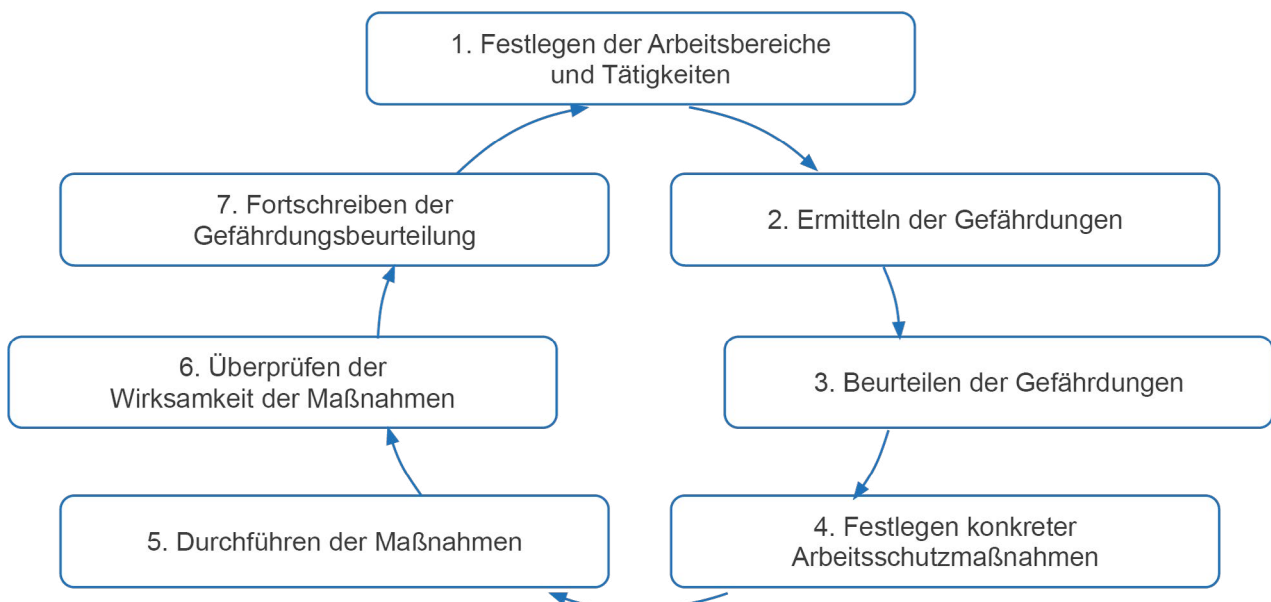 1. Festlegen der Arbeitsbereiche
und Tätigkeiten
2. Ermitteln der Gefährdungen
3. Beurteilen der Gefährdungen
4. Festlegen konkreter
Arbeitsschutzmaßnahmen
5. Durchführen der Maßnahmen
6. Überprüfen der
Wirksamkeit der Maßnahmen
7. Fortschreiben der
Gefährdungsbeurteilung